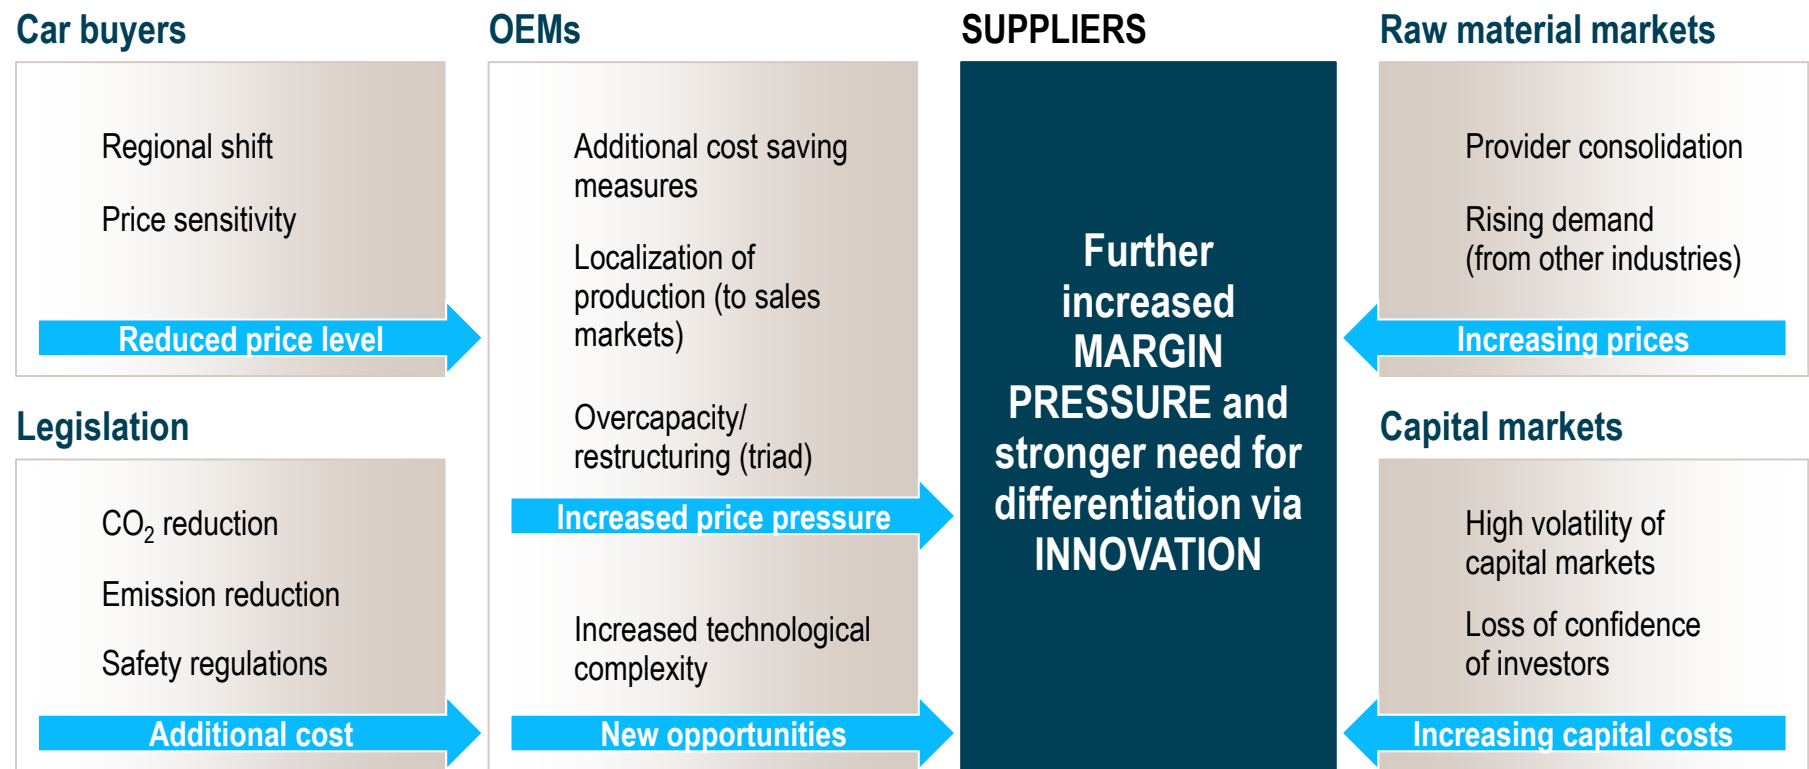 Car buyers
Regional shift
Price sensitivity
Reduced price level
Legislation
CO₂ reduction
Emission reduction
Safety regulations
Additional cost
OEMs
Additional cost saving
measures
Localization of
production (to sales
markets)
Overcapacity/
restructuring (triad)
Increased price pressure
Increased technological
complexity
New opportunities
SUPPLIERS
Further
increased
MARGIN
PRESSURE and
stronger need for
differentiation via
INNOVATION
Raw material markets
Provider consolidation
Rising demand
(from other industries)
Increasing prices
Capital markets
High volatility of
capital markets
Loss of confidence
of investors
Increasing capital costs